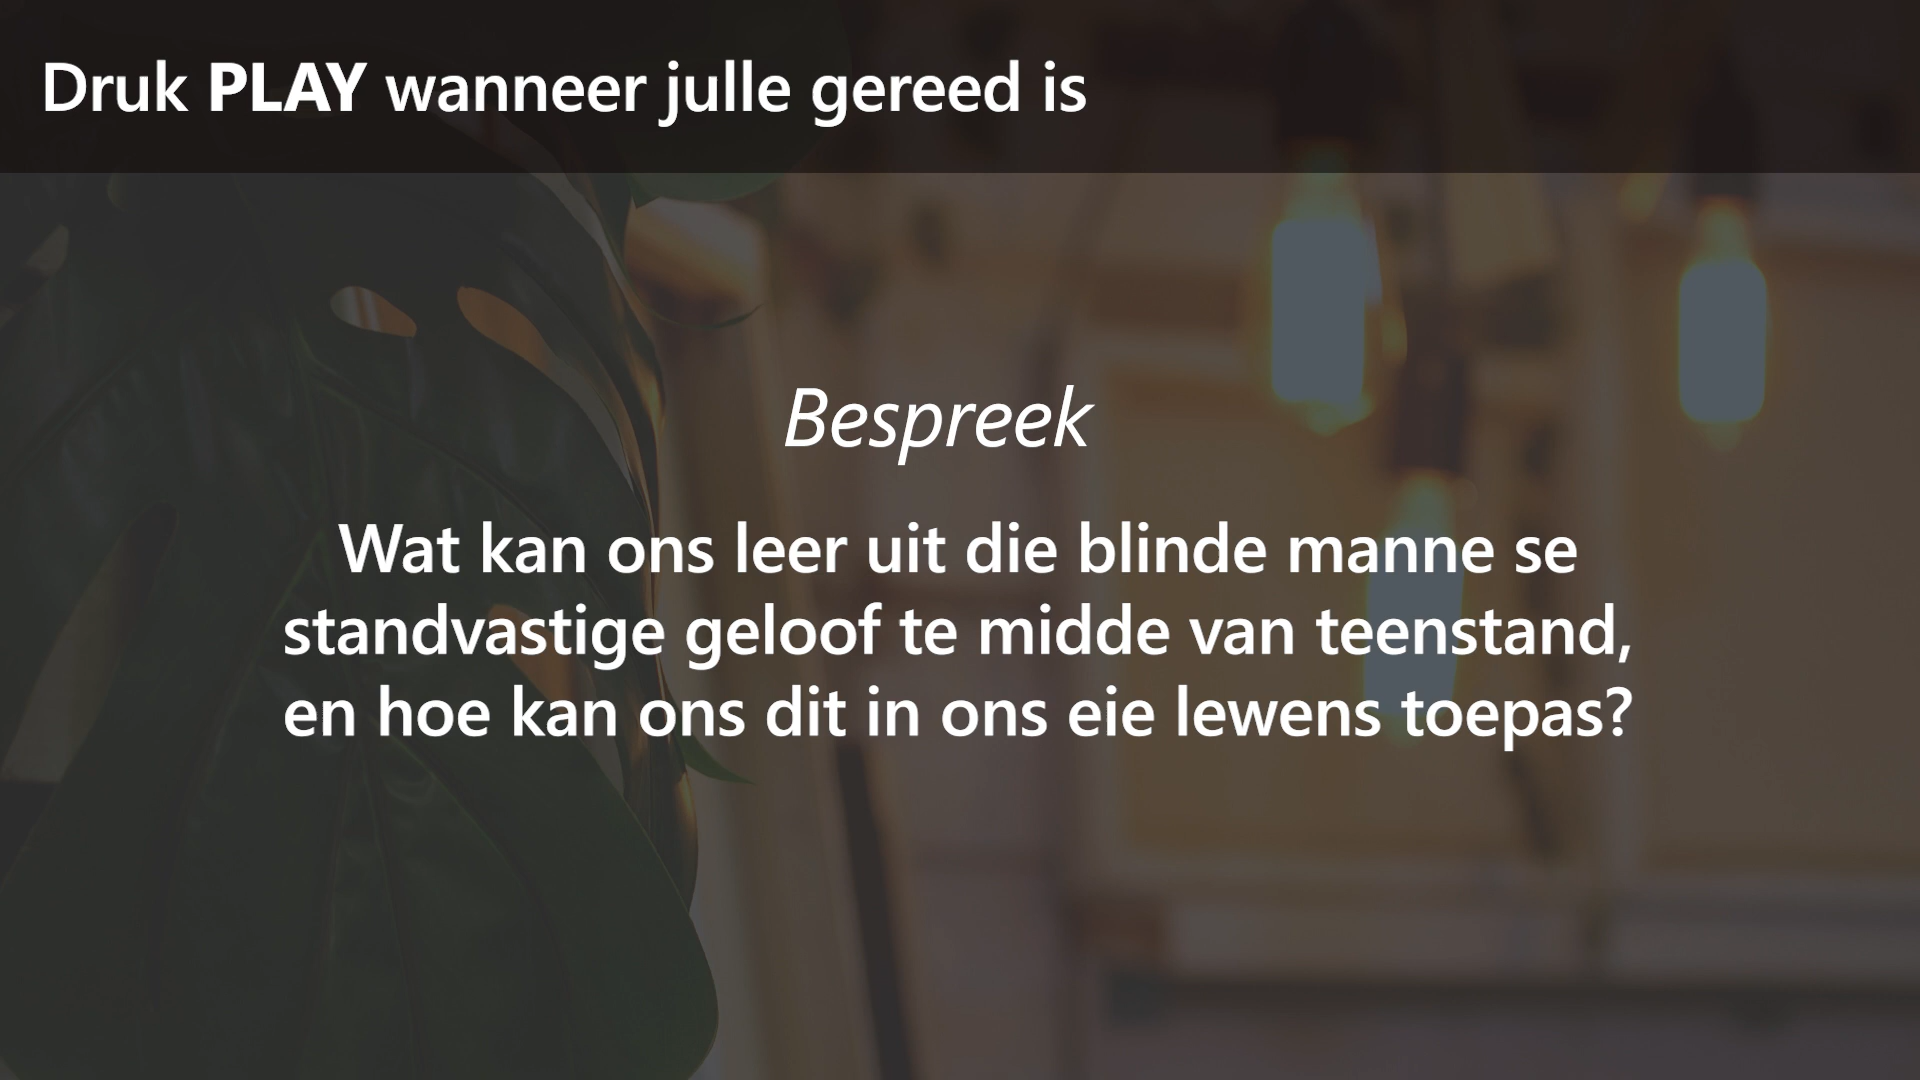 Druk PLAY wanneer julle gereed is
Bespreek
Wat kan ons leer uit die blinde manne se
standvastige geloof te midde van teenstand,
en hoe kan ons dit in ons eie lewens toepas?